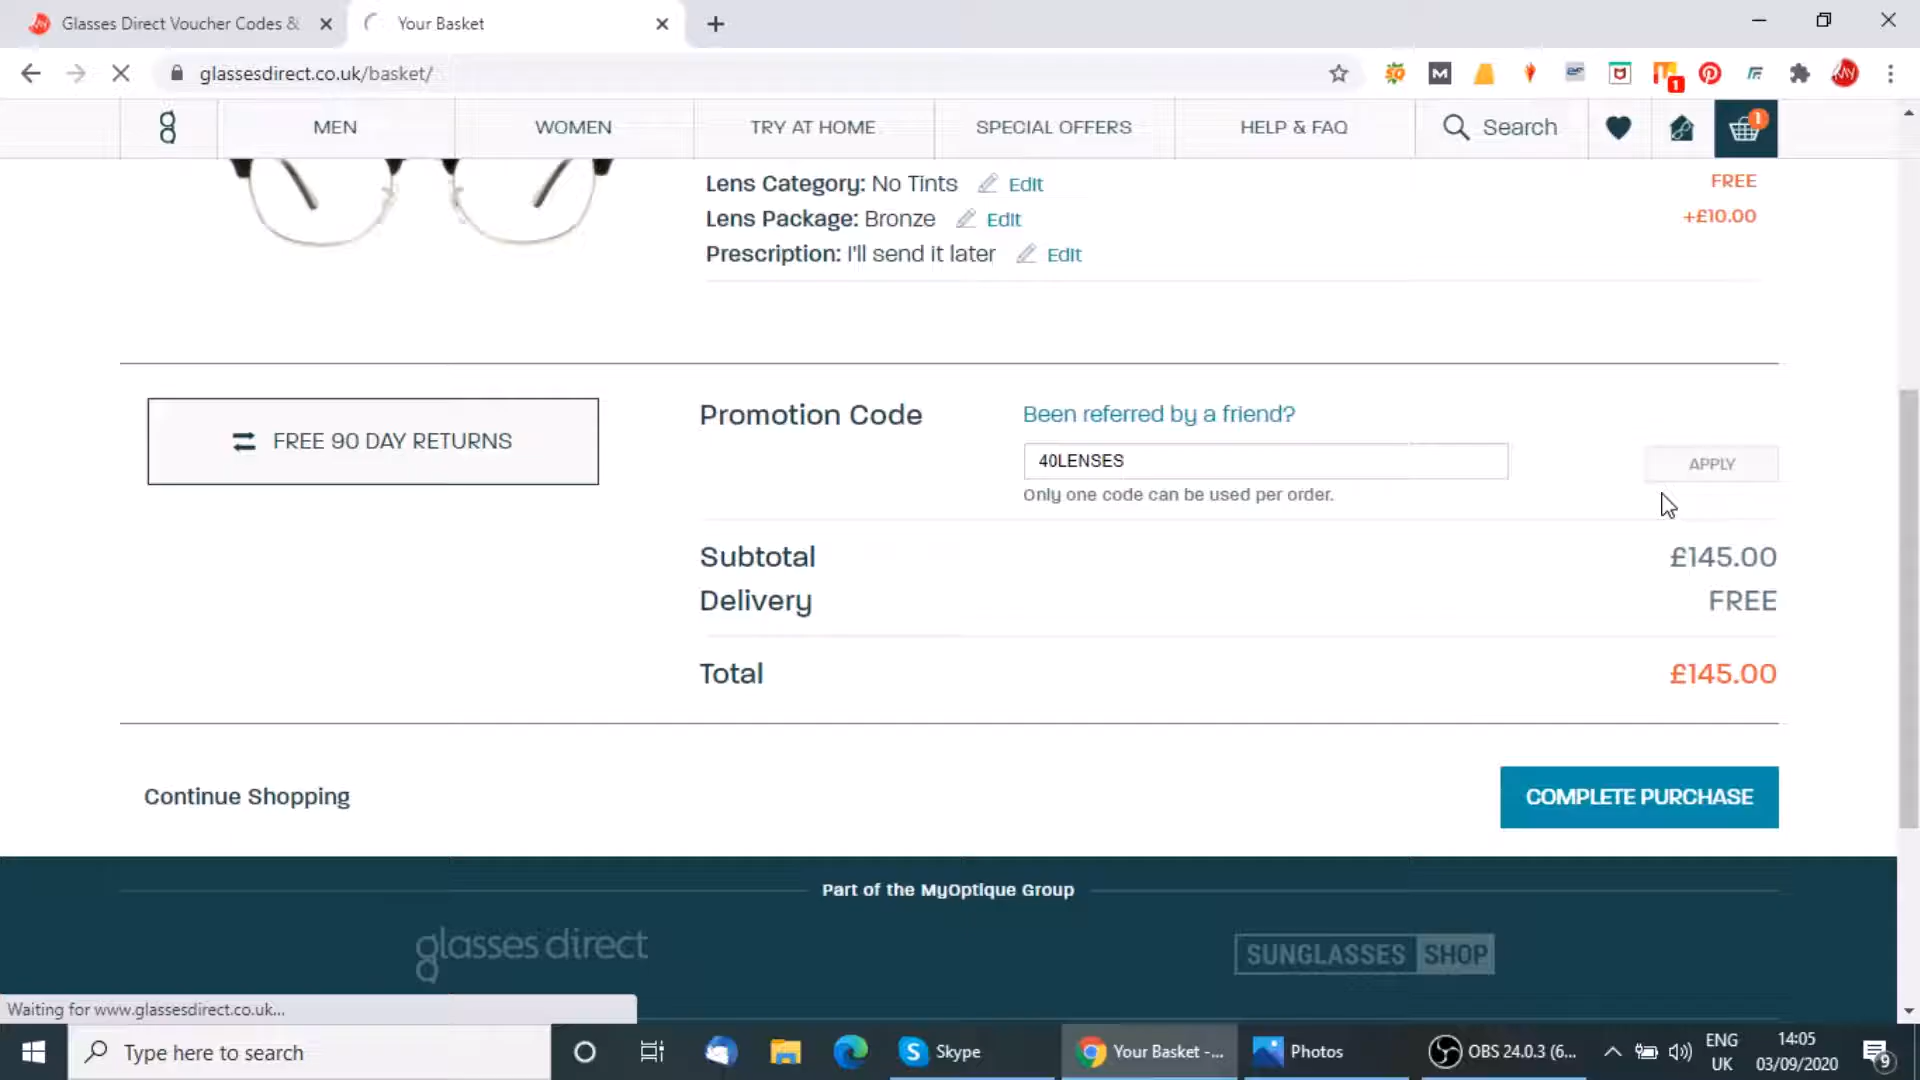 Glasses Direct Voucher Codes &
Your Basket
glassesdirect.co.uk/basket/
1
MEN
WOMEN
TRY AT HOME
SPECIAL OFFERS
HELP & FAQ
Search
1
Lens Category: No Tints Edit FREE
Lens Package: Bronze Edit +£10.00
Prescription: I'll send it later Edit
FREE 90 DAY RETURNS
Promotion Code
Been referred by a friend?
40LENSES
APPLY
Only one code can be used per order.
Subtotal £145.00
Delivery FREE
Total £145.00
Continue Shopping
COMPLETE PURCHASE
Part of the MyOptique Group
glasses direct
SUNGLASSES SHOP
Waiting for www.glassesdirect.co.uk...
Type here to search
Skype
Your Basket -...
Photos
OBS 24.0.3 (6...
ENG
UK
14:05
03/09/2020
9